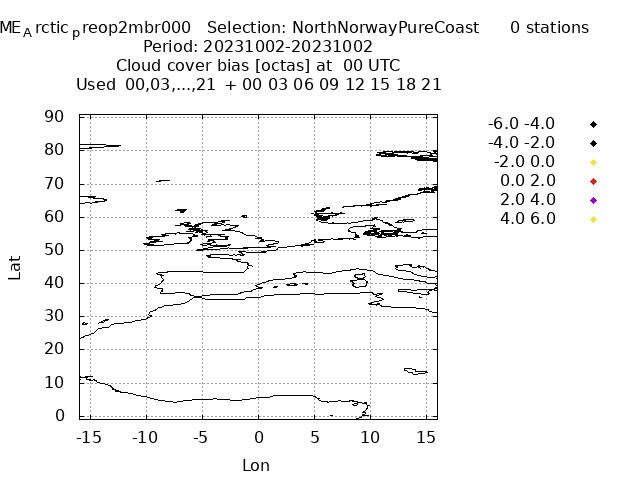 ME_Arctic_preop2mbr000 Selection: NorthNorwayPureCoast 0 stations
Period: 20231002-20231002
Cloud cover bias [octas] at 00 UTC
Used 00,03,...,21 + 00 03 06 09 12 15 18 21
-6.0 -4.0
-4.0 -2.0
-2.0 0.0
0.0 2.0
2.0 4.0
4.0 6.0
90
80
70
60
50
40
30
20
10
0
Lat
-15 -10 -5 0 5 10 15
Lon